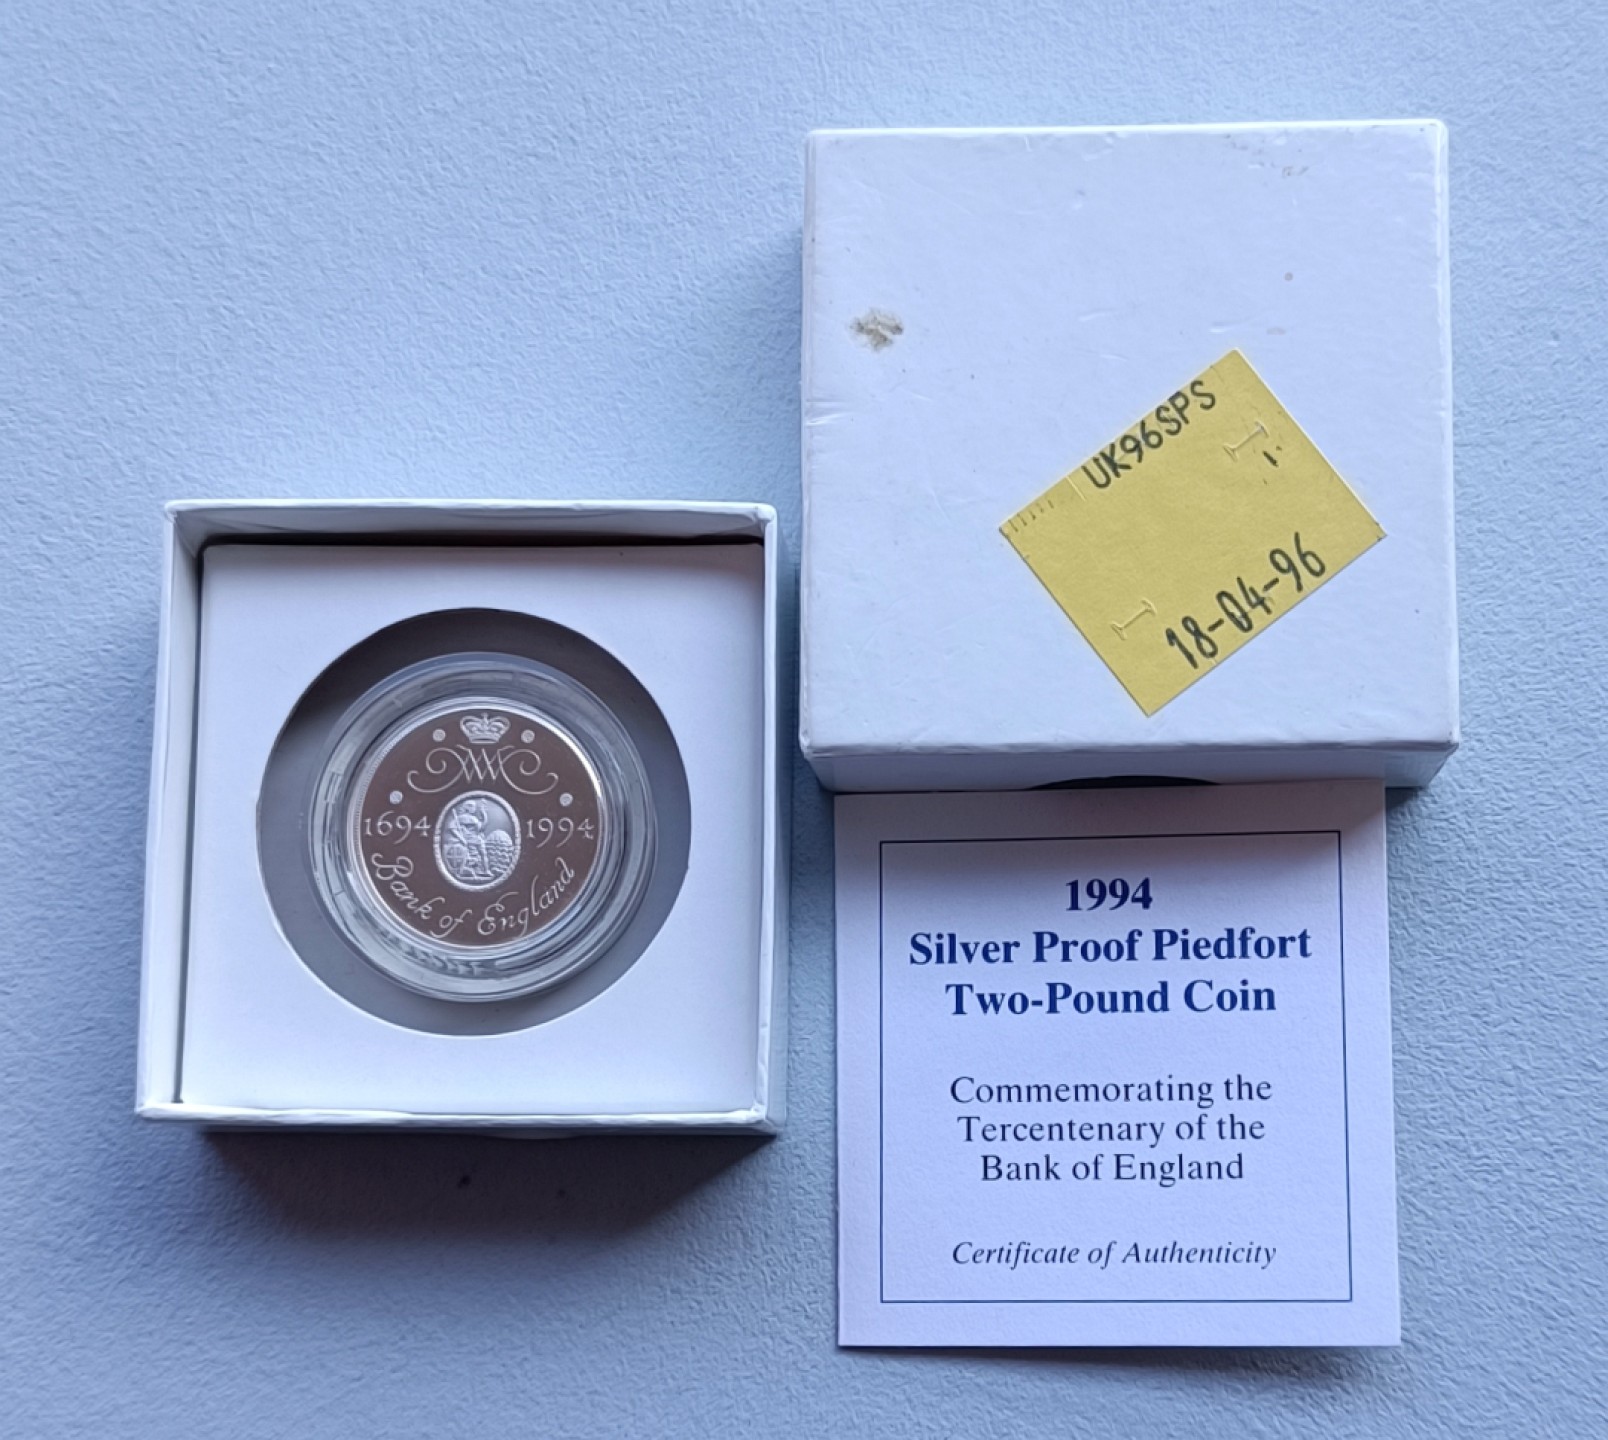 UK96SPS
18-04-96
1694 1994
Bank of England
1994
Silver Proof Piedfort
Two-Pound Coin
Commemorating the
Tercentenary of the
Bank of England
Certificate of Authenticity